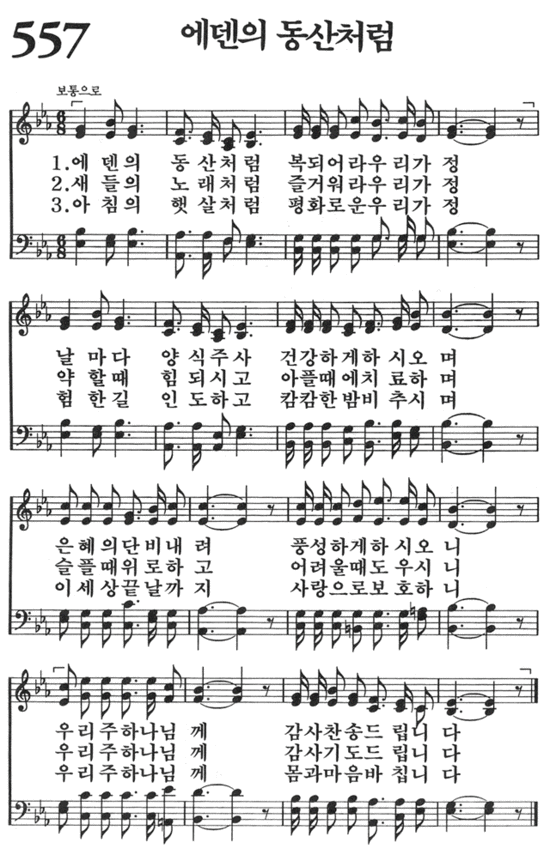 557 에덴의 동산처럼
보통으로
6/8
1.에 덴의 동산처럼 복되어라우리가 정
2.새 들의 노래처럼 즐거워라우리가 정
3.아 침의 햇살처럼 평화로운우리가 정
6/8
날 마다 양식주사 건강하게하 시오 며
약 할때 힘되시고 아플때에치 료하 며
험 한길 인도하고 캄캄한밤비 추시 며
은혜의단비내 려 풍성하게하 시오 니
슬플때위로하 고 어려울때도 우시 니
이세상끝날까 지 사랑으로보 호하 니
우리주하나님 께 감사찬송드 립니 다
우리주하나님 께 감사기도드 립니 다
우리주하나님 께 몸과마음바 칩니 다